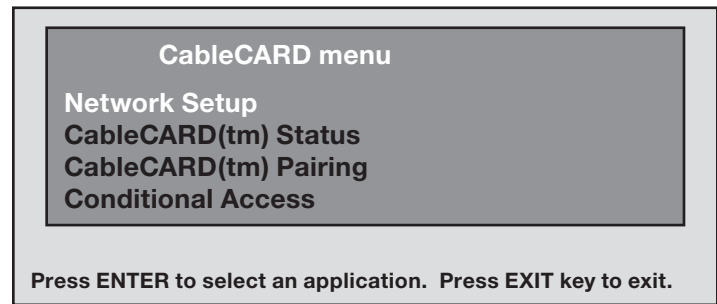 CableCARD menu
Network Setup
CableCARD(tm) Status
CableCARD(tm) Pairing
Conditional Access
Press ENTER to select an application. Press EXIT key to exit.